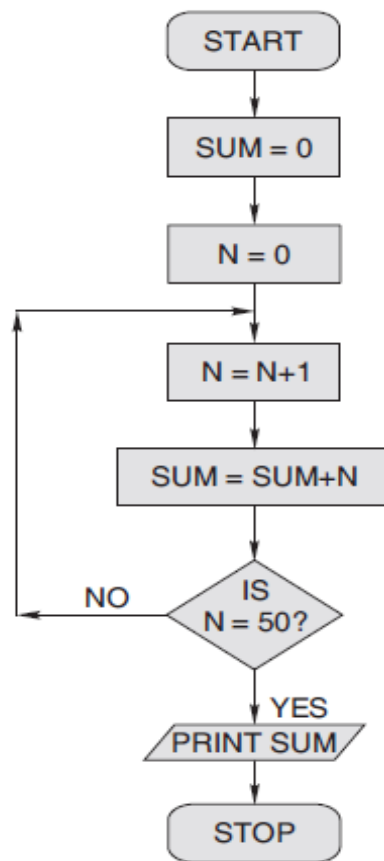 START
SUM = 0
N = 0
N = N+1
SUM = SUM+N
IS
N = 50?
NO
YES
PRINT SUM
STOP